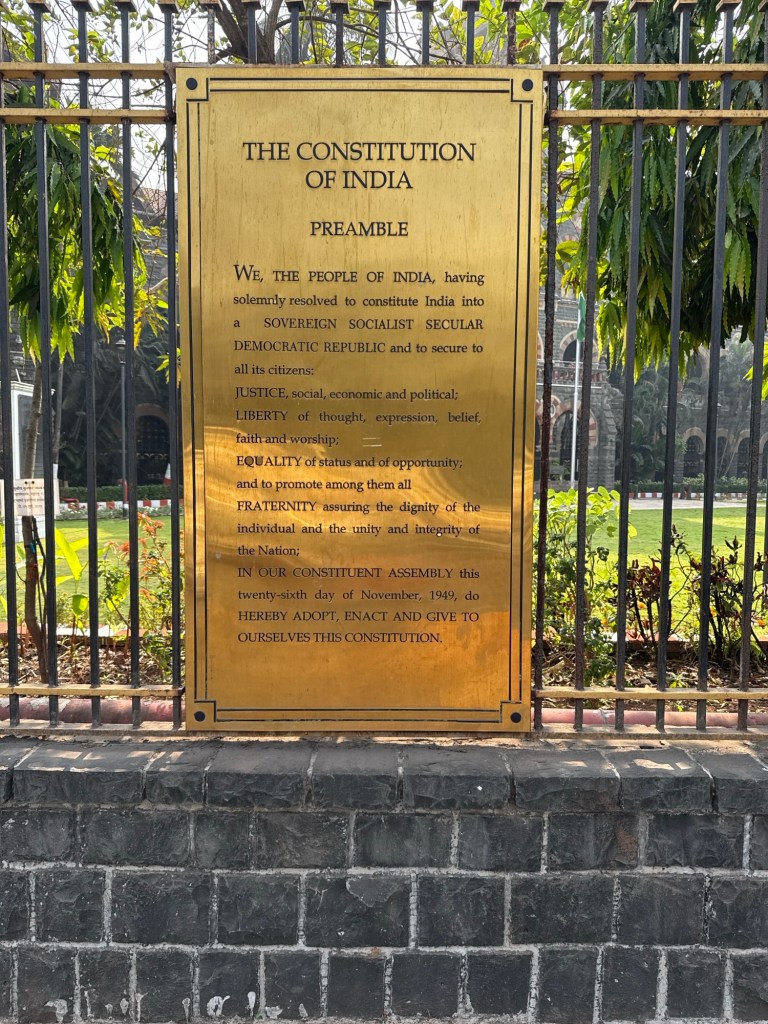 THE CONSTITUTION
OF INDIA
PREAMBLE
WE, THE PEOPLE OF INDIA, having
solemnly resolved to constitute India into
a SOVEREIGN SOCIALIST SECULAR
DEMOCRATIC REPUBLIC and to secure to
all its citizens:
JUSTICE, social, economic and political;
LIBERTY of thought, expression, belief,
faith and worship;
EQUALITY of status and of opportunity;
and to promote among them all
FRATERNITY assuring the dignity of the
individual and the unity and integrity of
the Nation;
IN OUR CONSTITUENT ASSEMBLY this
twenty-sixth day of November, 1949, do
HEREBY ADOPT, ENACT AND GIVE TO
OURSELVES THIS CONSTITUTION.